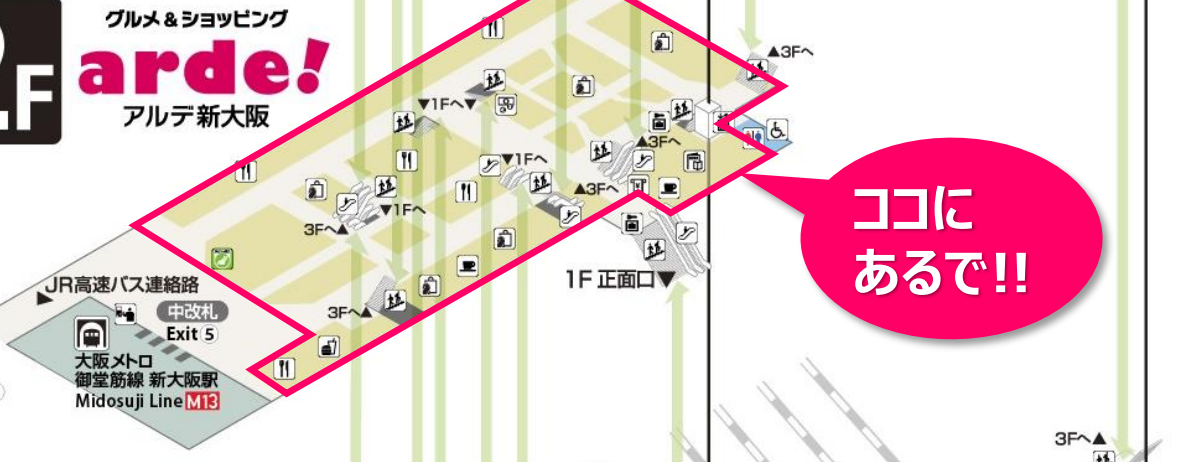 グルメ&ショッピング
arde!
アルデ新大阪
F
▲3Fへ
▼1Fへ▼
▲3Fへ
▼1Fへ
▲3Fへ
▼1Fへ
3Fへ▲
ココに
あるで!!
1F 正面口▼
JR高速バス連絡路
▶
中改札
Exit 5
3Fへ▲
大阪メトロ
御堂筋線 新大阪駅
Midosuji Line M13
3Fへ▲